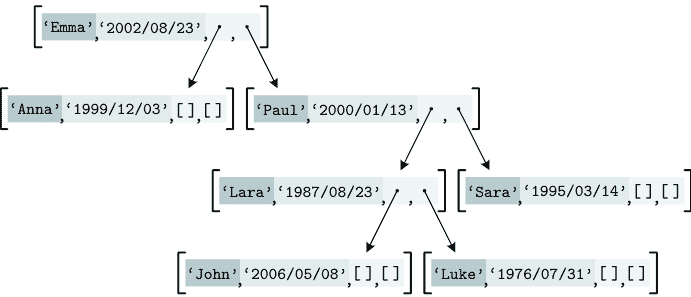 [‘Emma’,‘2002/08/23’, , ]
[‘Anna’,‘1999/12/03’,[],[]] [‘Paul’,‘2000/01/13’, , ]
[‘Lara’,‘1987/08/23’, , ] [‘Sara’,‘1995/03/14’,[],[]]
[‘John’,‘2006/05/08’,[],[]] [‘Luke’,‘1976/07/31’,[],[]]